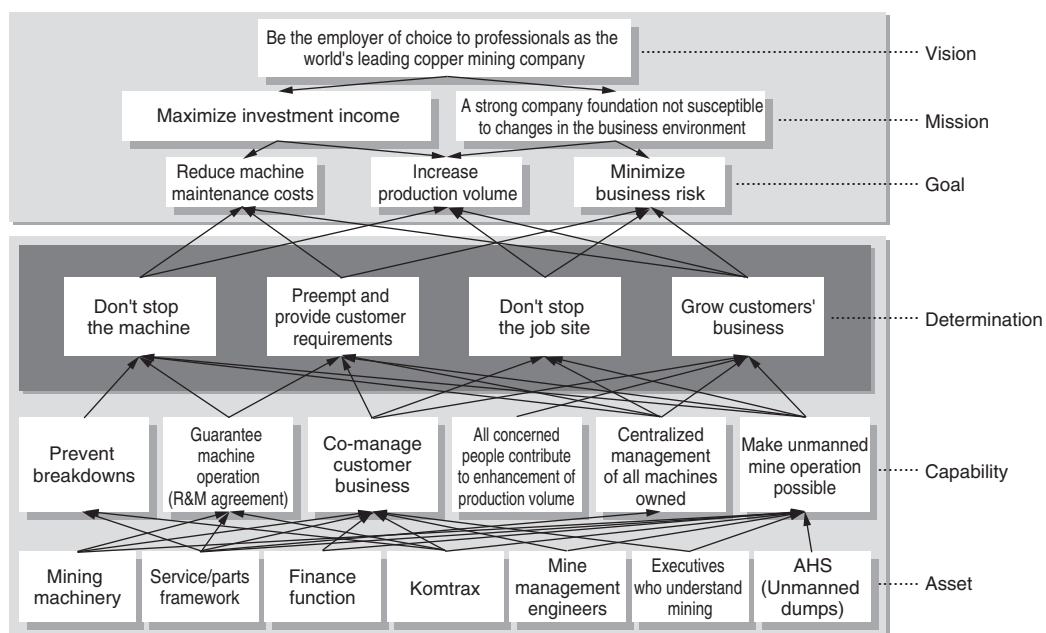 Be the employer of choice to professionals as the
world's leading copper mining company
Vision
Maximize investment income
A strong company foundation not susceptible
to changes in the business environment
Mission
Reduce machine
maintenance costs
Increase
production volume
Minimize
business risk
Goal
Don't stop
the machine
Preempt and
provide customer
requirements
Don't stop
the job site
Grow customers'
business
Determination
Prevent
breakdowns
Guarantee
machine
operation
(R&M agreement)
Co-manage
customer
business
All concerned
people contribute
to enhancement of
production volume
Centralized
management
of all machines
owned
Make unmanned
mine operation
possible
Capability
Mining
machinery
Service/parts
framework
Finance
function
Komtrax
Mine
management
engineers
Executives
who understand
mining
AHS
(Unmanned
dumps)
Asset